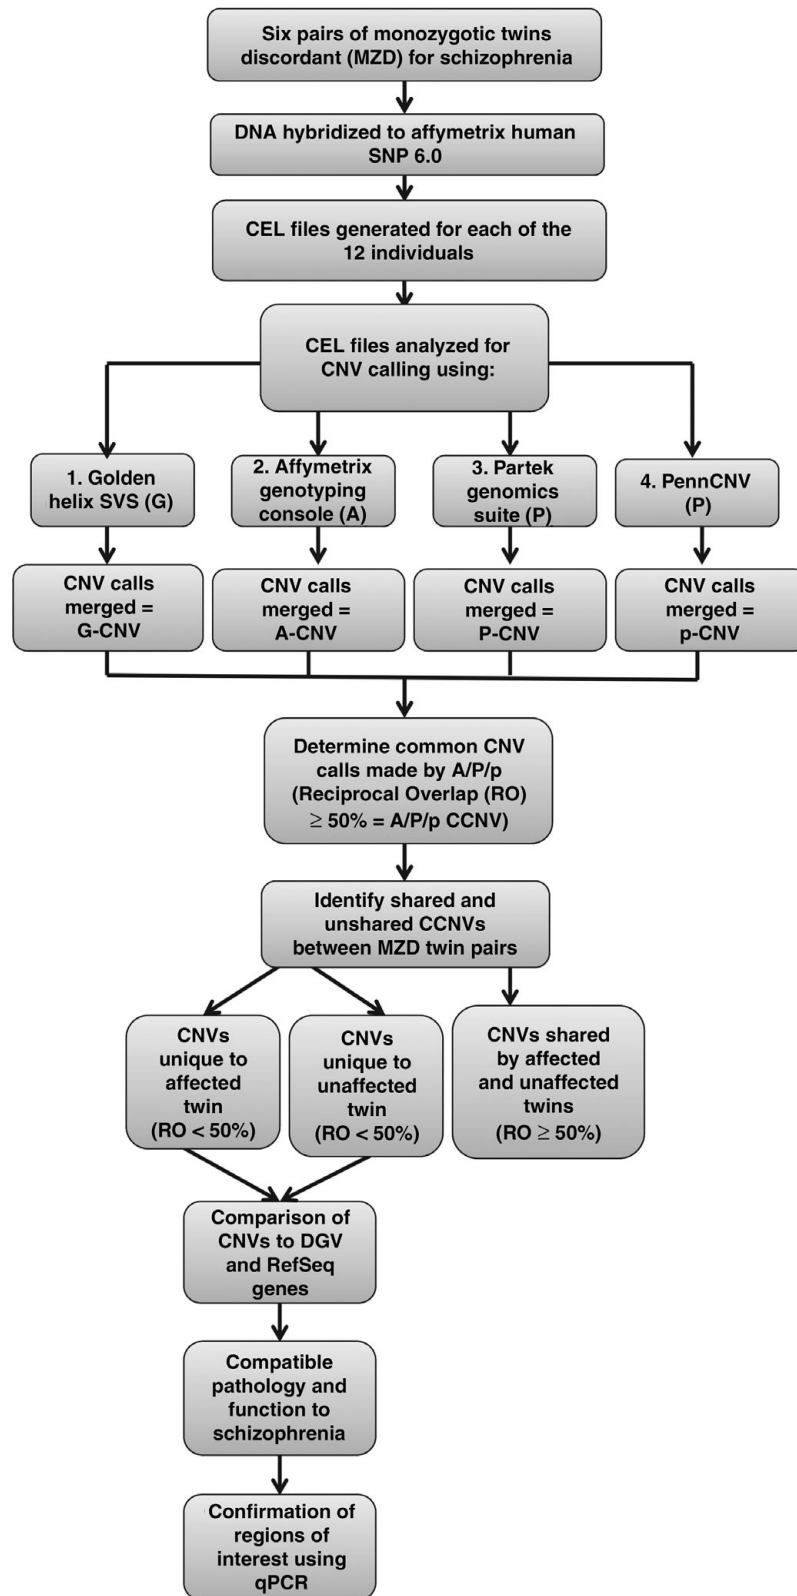 Six pairs of monozygotic twins
discordant (MZD) for schizophrenia
DNA hybridized to affymetrix human
SNP 6.0
CEL files generated for each of the
12 individuals
CEL files analyzed for
CNV calling using:
1. Golden
helix SVS (G)
2. Affymetrix
genotyping
console (A)
3. Partek
genomics
suite (P)
4. PennCNV
(P)
CNV calls
merged =
G-CNV
CNV calls
merged =
A-CNV
CNV calls
merged =
P-CNV
CNV calls
merged =
p-CNV
Determine common CNV
calls made by A/P/p
(Reciprocal Overlap (RO)
≥ 50% = A/P/p CCNV)
Identify shared and
unshared CCNVs
between MZD twin pairs
CNVs
unique to
affected
twin
(RO < 50%)
CNVs
unique to
unaffected
twin
(RO < 50%)
CNVs shared
by affected
and unaffected
twins
(RO ≥ 50%)
Comparison of
CNVs to DGV
and RefSeq
genes
Compatible
pathology and
function to
schizophrenia
Confirmation of
regions of
interest using
qPCR